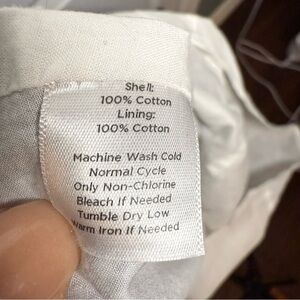 Shell:
100% Cotton
Lining:
100% Cotton
Machine Wash Cold
Normal Cycle
Only Non-Chlorine
Bleach If Needed
Tumble Dry Low
Warm Iron If Needed